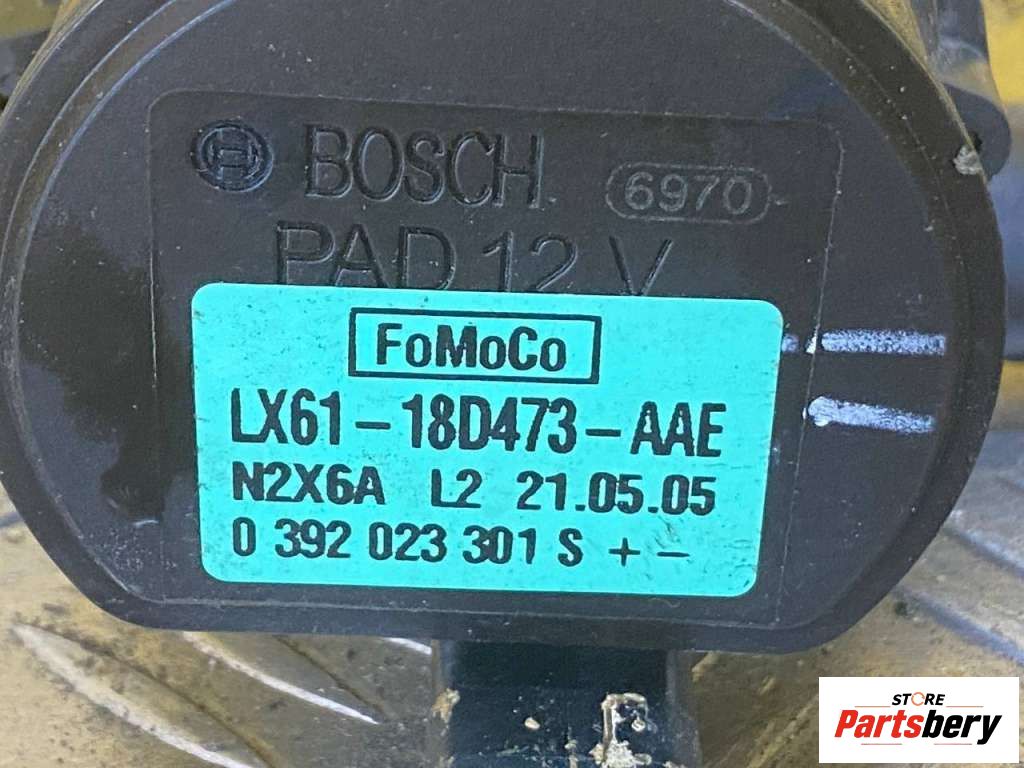 BOSCH 6970
PAD 12 V
FoMoCo
LX61-18D473-AAE
N2X6A L2 21.05.05
0 392 023 301 S + -
STORE
Partsbery